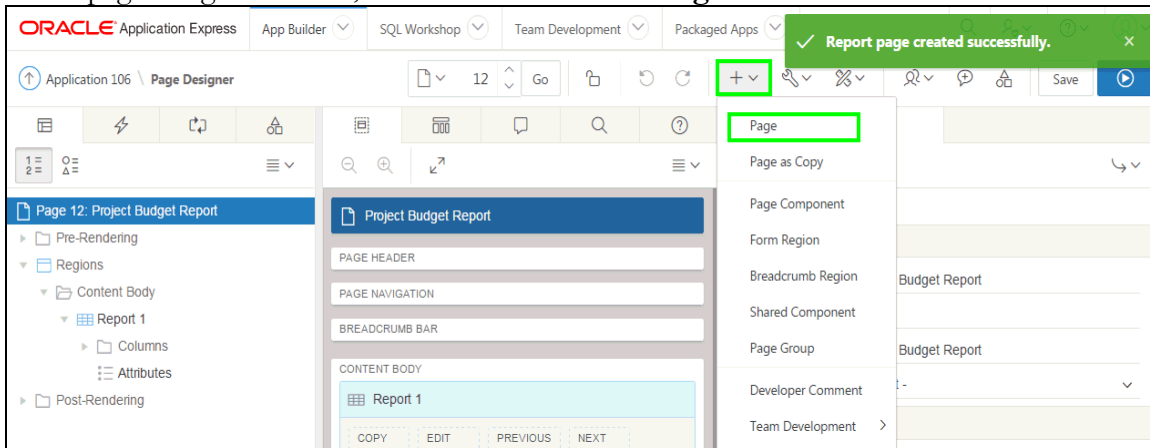 ORACLE Application Express App Builder SQL Workshop Team Development Packaged Apps
Report page created successfully. ×
Application 106 \ Page Designer 12 Go Save
Page 12: Project Budget Report
Pre-Rendering
Regions
Content Body
Report 1
Columns
Attributes
Post-Rendering
Project Budget Report
PAGE HEADER
PAGE NAVIGATION
BREADCRUMB BAR
CONTENT BODY
Report 1
COPY EDIT PREVIOUS NEXT
Page
Page as Copy
Page Component
Form Region
Breadcrumb Region
Shared Component
Page Group
Developer Comment
Team Development >
Budget Report
Budget Report